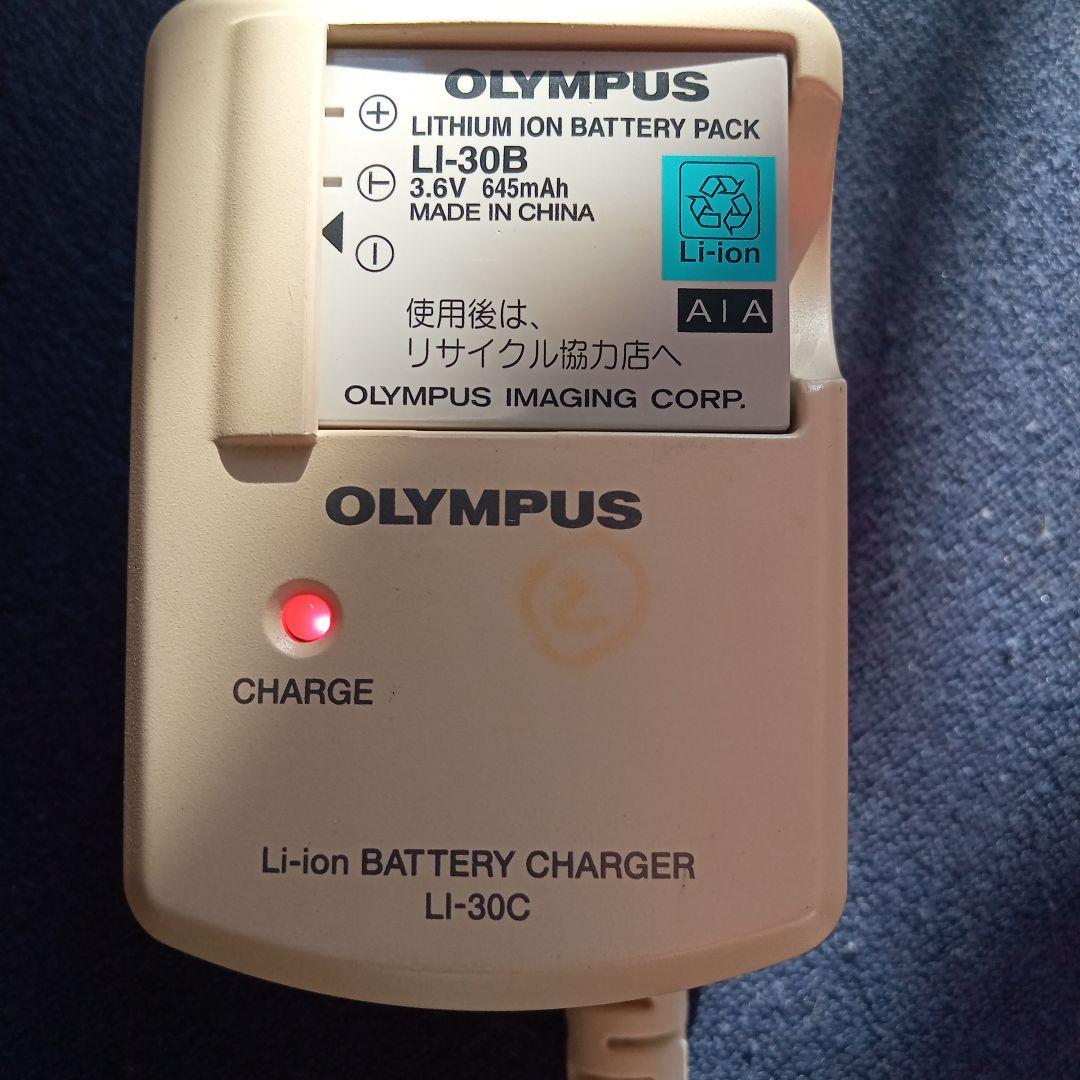 OLYMPUS
LITHIUM ION BATTERY PACK
LI-30B
3.6V 645mAh
MADE IN CHINA
Li-ion
A|A
使用後は、
リサイクル協力店へ
OLYMPUS IMAGING CORP.
OLYMPUS
2
CHARGE
Li-ion BATTERY CHARGER
LI-30C